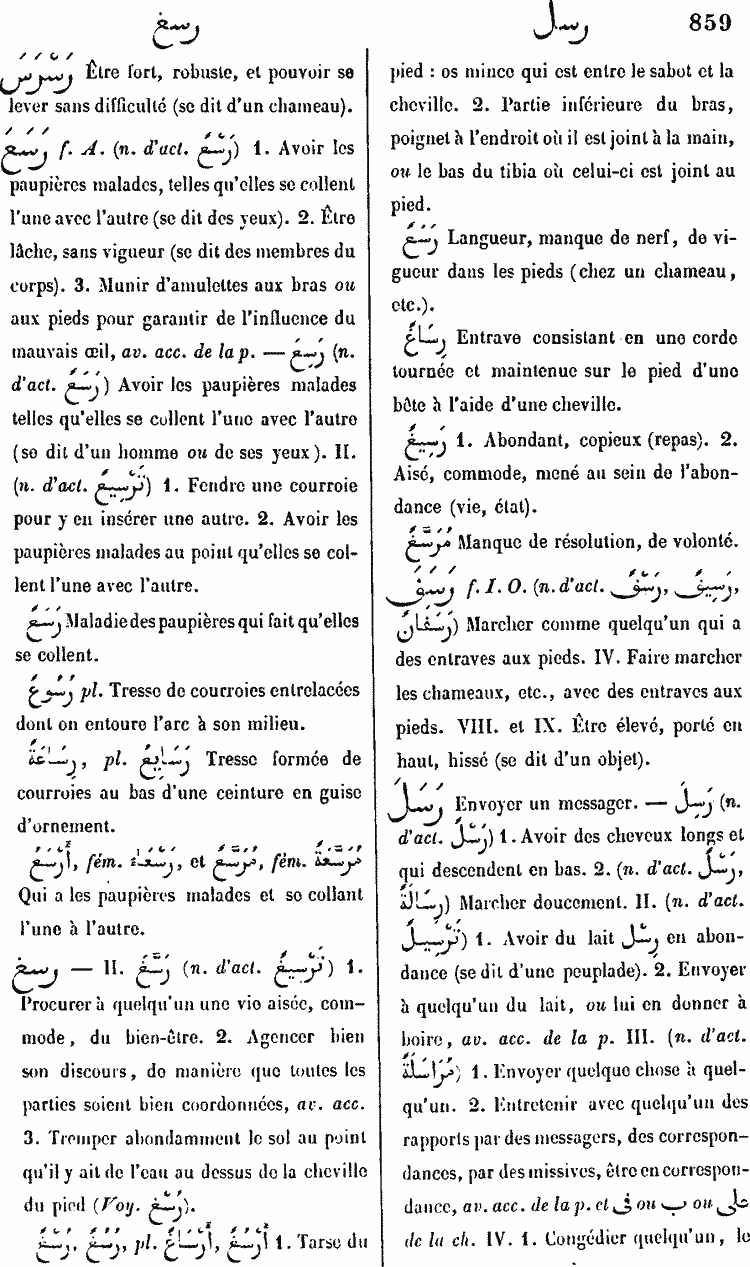 رسغ
رسل
859
رَسْرَسَ Être fort, robuste, et pouvoir se
lever sans difficulté (se dit d'un chameau).
رَسَعَ f. A. (n. d'act. رَسْعٌ) 1. Avoir les
paupières malades, telles qu'elles se collent
l'une avec l'autre (se dit des yeux). 2. Être
lâche, sans vigueur (se dit des membres du
corps). 3. Munir d'amulettes aux bras ou
aux pieds pour garantir de l'influence du
mauvais œil, av. acc. de la p. — رَسِعَ (n.
d'act. رَسَعٌ) Avoir les paupières malades
telles qu'elles se collent l'une avec l'autre
(se dit d'un homme ou de ses yeux). II.
(n. d'act. تَرْسِيعٌ) 1. Fendre une courroie
pour y en insérer une autre. 2. Avoir les
paupières malades au point qu'elles se col-
lent l'une avec l'autre.
رَسَعٌ Maladie des paupières qui fait qu'elles
se collent.
رُسُوعٌ pl. Tresse de courroies entrelacées
dont on entoure l'arc à son milieu.
رِسَاعَةٌ, pl. رَسَايِعُ Tresse formée de
courroies au bas d'une ceinture en guise
d'ornement.
أَرْسَعُ, fém. رَسْعَاءُ, et مُرَسَّعٌ, fém. مُرَسَّعَةٌ
Qui a les paupières malades et se collant
l'une à l'autre.
رسغ — II. رَسَّغَ (n. d'act. تَرْسِيغٌ) 1.
Procurer à quelqu'un une vie aisée, com-
mode, du bien-être. 2. Agencer bien
son discours, de manière que toutes les
parties soient bien coordonnées, av. acc.
3. Tremper abondamment le sol au point
qu'il y ait de l'eau au dessus de la cheville
du pied (Voy. رُسْغٌ).
رُسْغٌ, رُسُغٌ, pl. أَرْسَاغٌ, أَرْسُغٌ 1. Tarse du
pied : os mince qui est entre le sabot et la
cheville. 2. Partie inférieure du bras,
poignet à l'endroit où il est joint à la main,
ou le bas du tibia où celui-ci est joint au
pied.
رَسَغٌ Langueur, manque de nerf, de vi-
gueur dans les pieds (chez un chameau,
etc.).
رِسَاغٌ Entrave consistant en une corde
tournée et maintenue sur le pied d'une
bête à l'aide d'une cheville.
رَسِيغٌ 1. Abondant, copieux (repas). 2.
Aisé, commode, mené au sein de l'abon-
dance (vie, état).
مُرَسَّغٌ Manque de résolution, de volonté.
رَسَفَ f. I. O. (n. d'act. رَسْفٌ, رَسِيفٌ,
رَسَفَانٌ) Marcher comme quelqu'un qui a
des entraves aux pieds. IV. Faire marcher
les chameaux, etc., avec des entraves aux
pieds. VIII. et IX. Être élevé, porté en
haut, hissé (se dit d'un objet).
رَسَلَ Envoyer un messager. — رَسِلَ (n.
d'act. رَسَلٌ) 1. Avoir des cheveux longs et
qui descendent en bas. 2. (n. d'act. رَسَلٌ,
رَسَالَةٌ) Marcher doucement. II. (n. d'act.
تَرْسِيلٌ) 1. Avoir du lait رِسْل en abon-
dance (se dit d'une peuplade). 2. Envoyer
à quelqu'un du lait, ou lui en donner à
boire, av. acc. de la p. III. (n. d'act.
مُرَاسَلَةٌ) 1. Envoyer quelque chose à quel-
qu'un. 2. Entretenir avec quelqu'un des
rapports par des messagers, des correspon-
dances, par des missives, être en correspon-
dance, av. acc. de la p. et فى ou ب ou على
de la ch. IV. 1. Congédier quelqu'un, le